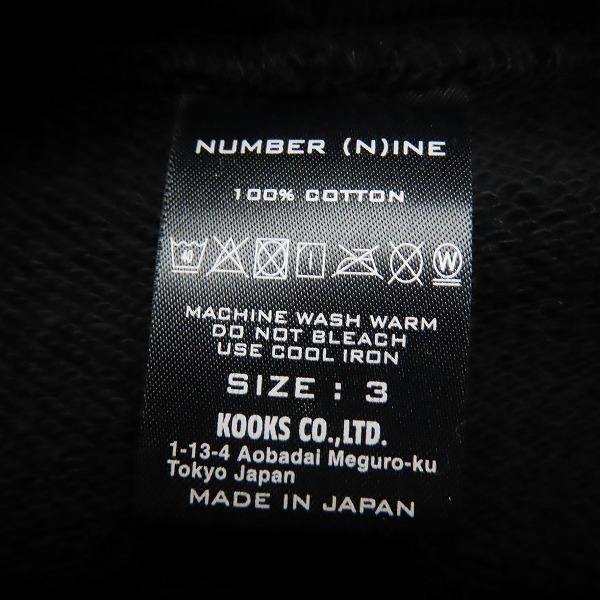 NUMBER (N)INE
100% COTTON
40 W
MACHINE WASH WARM
DO NOT BLEACH
USE COOL IRON
SIZE : 3
KOOKS CO.,LTD.
1-13-4 Aobadai Meguro-ku
Tokyo Japan
MADE IN JAPAN